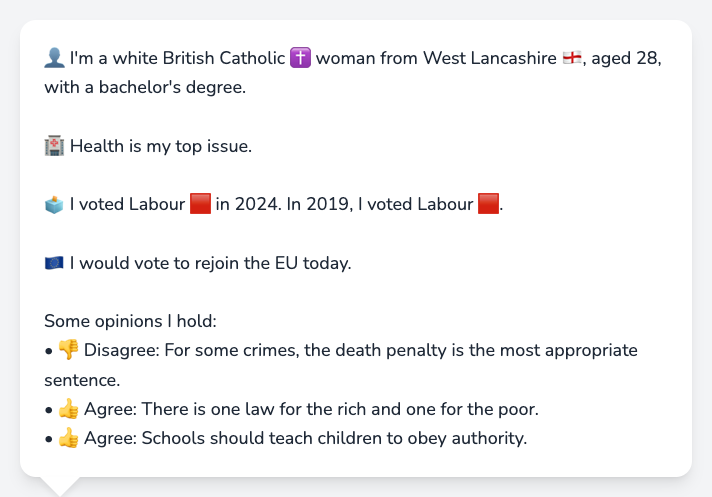 👤 I'm a white British Catholic ✝️ woman from West Lancashire 🏴󠁧󠁢󠁥󠁮󠁧󠁿, aged 28,
with a bachelor's degree.
🏥 Health is my top issue.
🗳️ I voted Labour 🟥 in 2024. In 2019, I voted Labour 🟥.
🇪🇺 I would vote to rejoin the EU today.
Some opinions I hold:
• 👎 Disagree: For some crimes, the death penalty is the most appropriate
sentence.
• 👍 Agree: There is one law for the rich and one for the poor.
• 👍 Agree: Schools should teach children to obey authority.